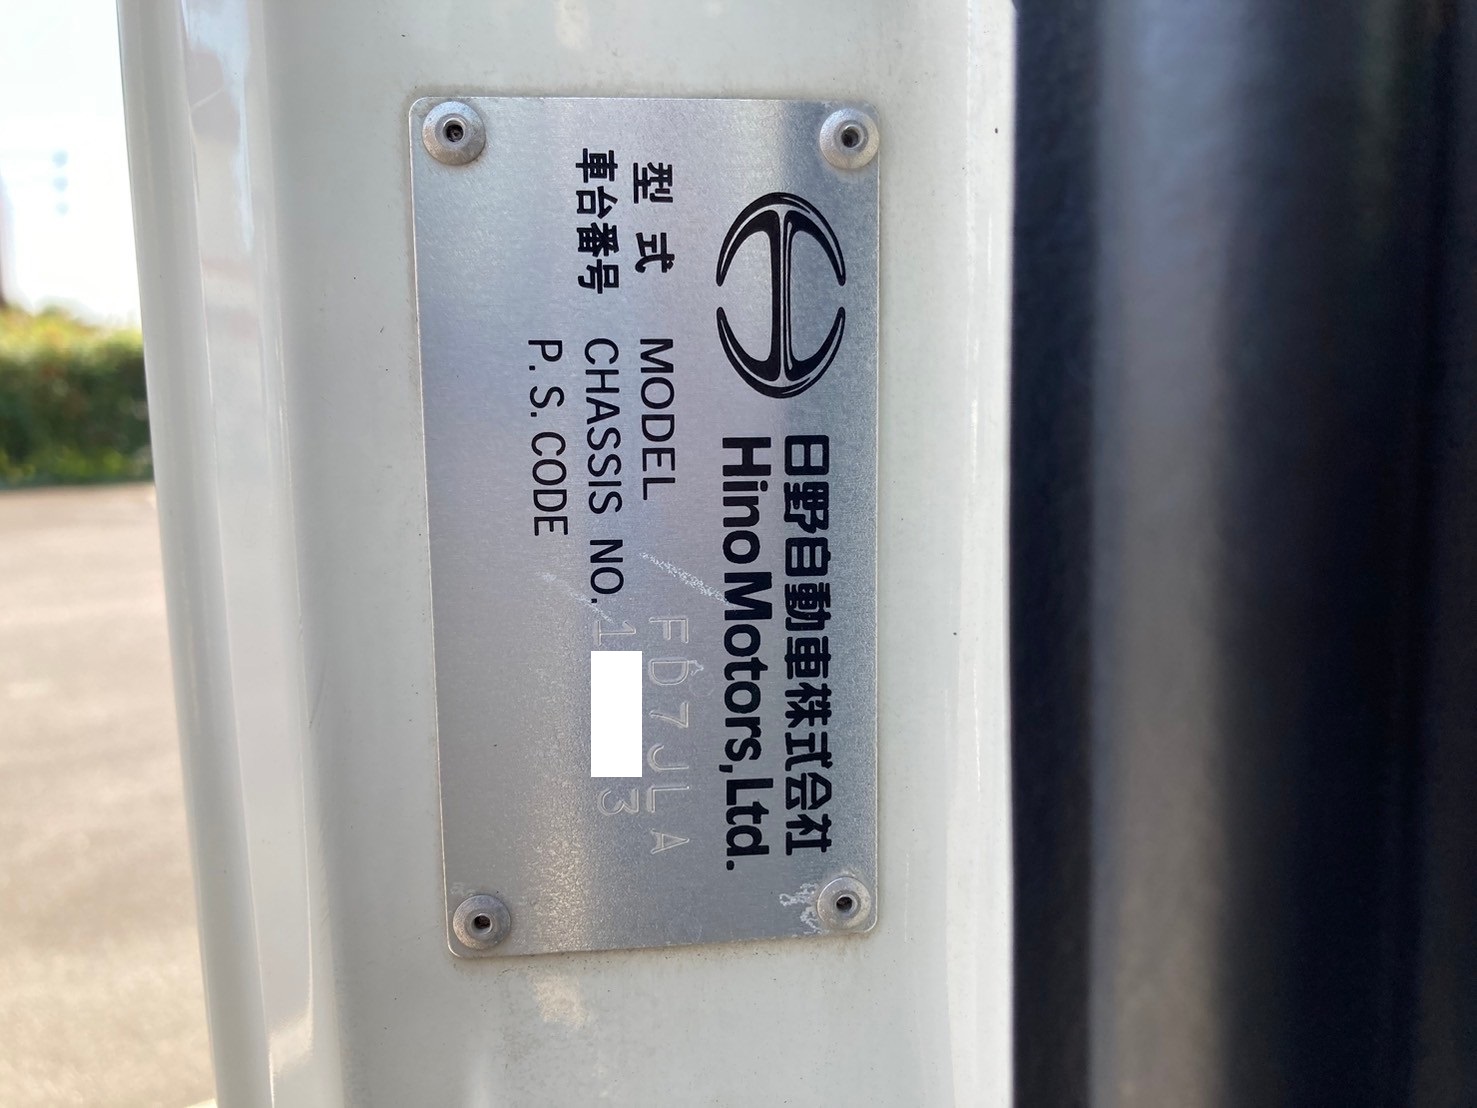 日野自動車株式会社
Hino Motors, Ltd.
型式 MODEL FD7JLA
車台番号 CHASSIS NO. 1 3
P. S. CODE